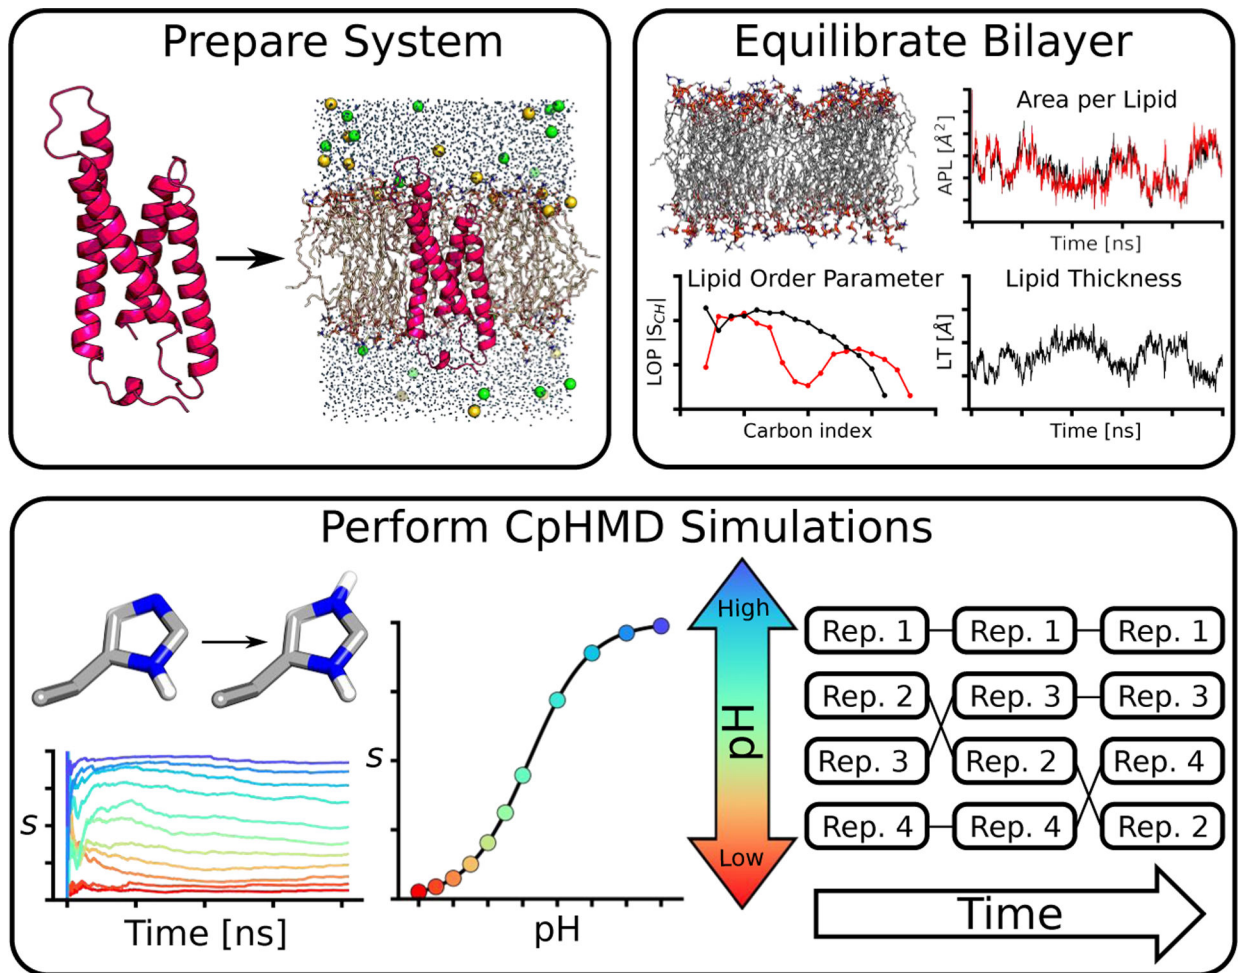 Prepare System
Equilibrate Bilayer
Area per Lipid
APL [Å²]
Time [ns]
Lipid Order Parameter
LOP |S_CH|
Carbon index
Lipid Thickness
LT [Å]
Time [ns]
Perform CpHMD Simulations
S
Time [ns]
S
pH
High
pH
Low
Rep. 1 Rep. 1 Rep. 1
Rep. 2 Rep. 3 Rep. 3
Rep. 3 Rep. 2 Rep. 4
Rep. 4 Rep. 4 Rep. 2
Time